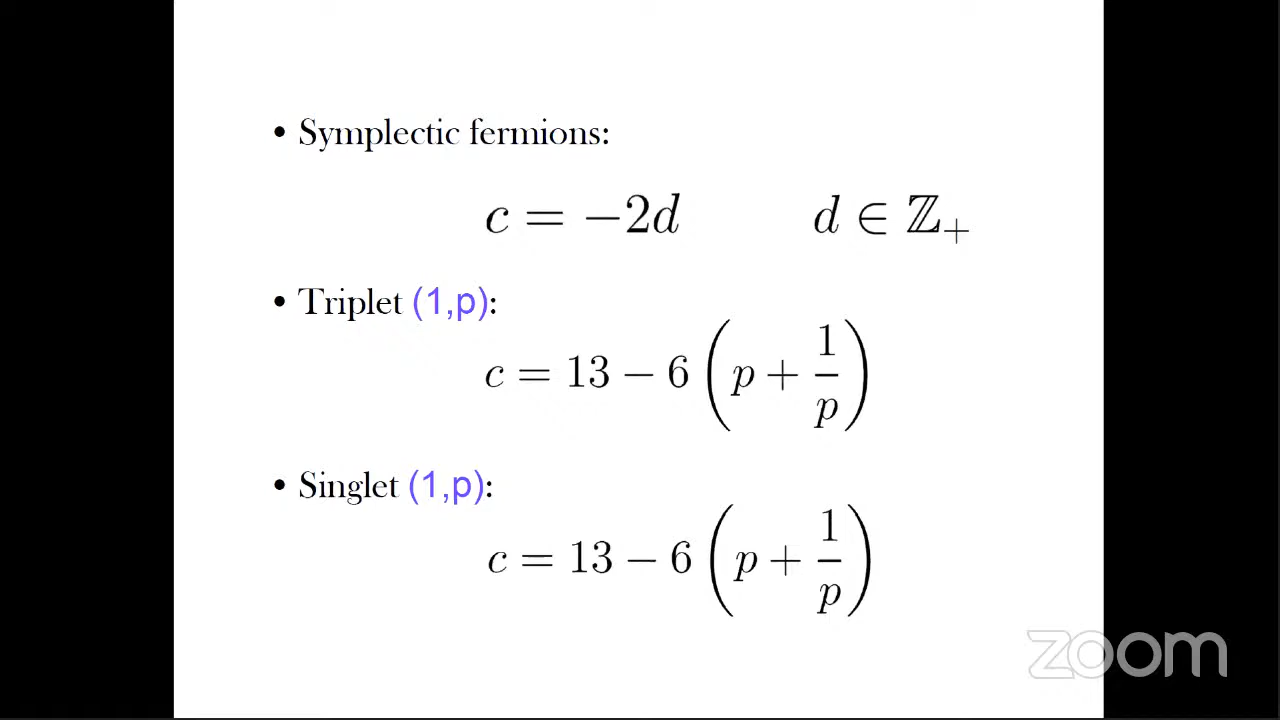 • Symplectic fermions:
c = −2d d ∈ ℤ₊
• Triplet (1,p):
c = 13 − 6 (p + 1/p)
• Singlet (1,p):
c = 13 − 6 (p + 1/p)
zoom